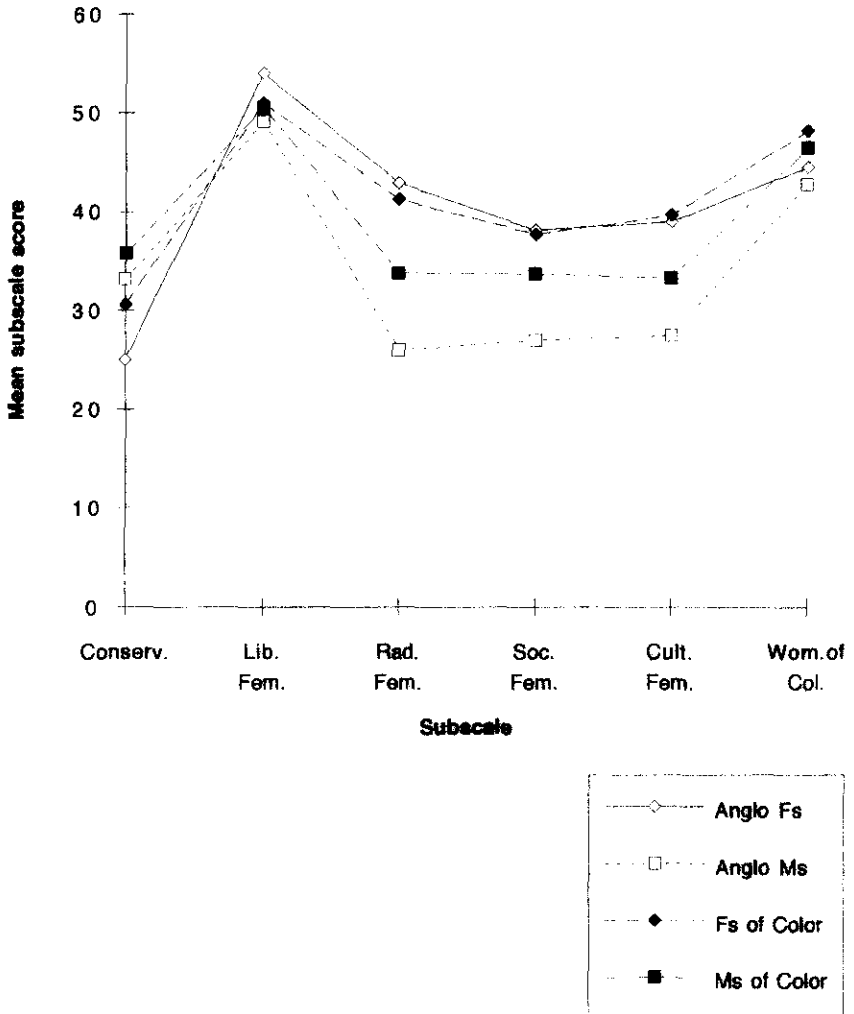 60
50
40
30
20
10
0
Mean subscale score
Conserv. Lib. Rad. Soc. Cult. Wom.of
Fem. Fem. Fem. Fem. Col.
Subscale
Anglo Fs
Anglo Ms
Fs of Color
Ms of Color